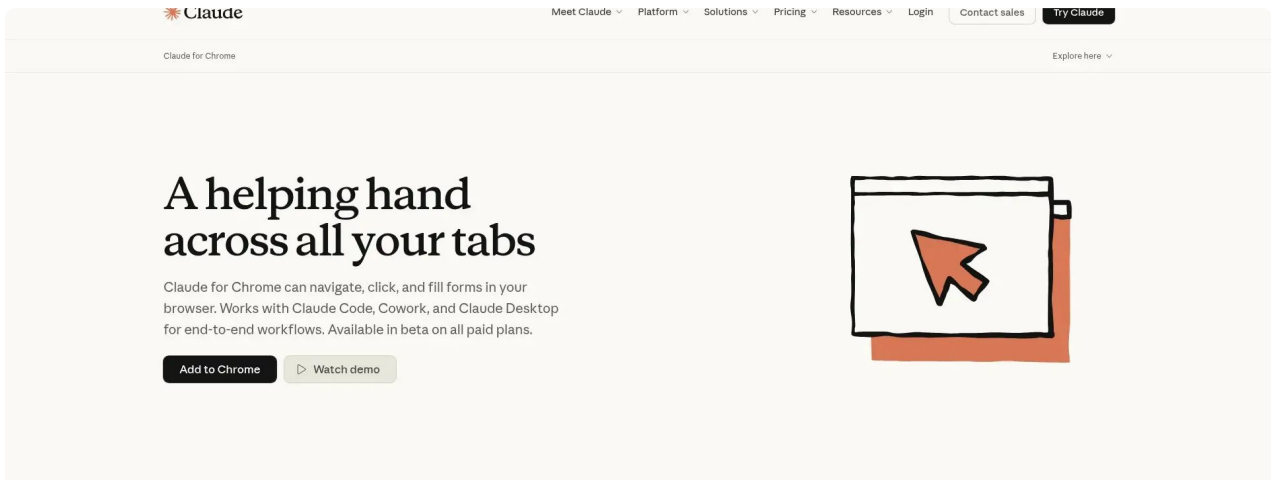 Claude
Meet Claude
Platform
Solutions
Pricing
Resources
Login
Contact sales
Try Claude
Claude for Chrome
Explore here
A helping hand
across all your tabs
Claude for Chrome can navigate, click, and fill forms in your
browser. Works with Claude Code, Cowork, and Claude Desktop
for end-to-end workflows. Available in beta on all paid plans.
Add to Chrome
Watch demo